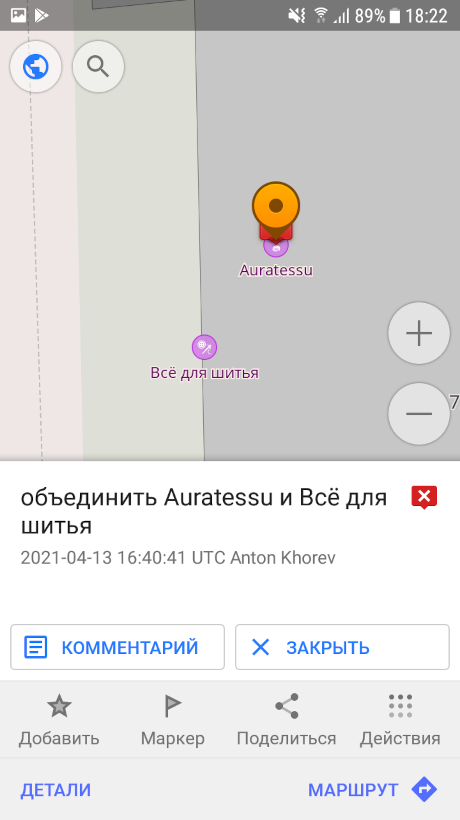 89% 18:22
Auratessu
Всё для шитья
7
объединить Auratessu и Всё для
шитья
2021-04-13 16:40:41 UTC Anton Khorev
КОММЕНТАРИЙ ЗАКРЫТЬ
Добавить Маркер Поделиться Действия
ДЕТАЛИ МАРШРУТ